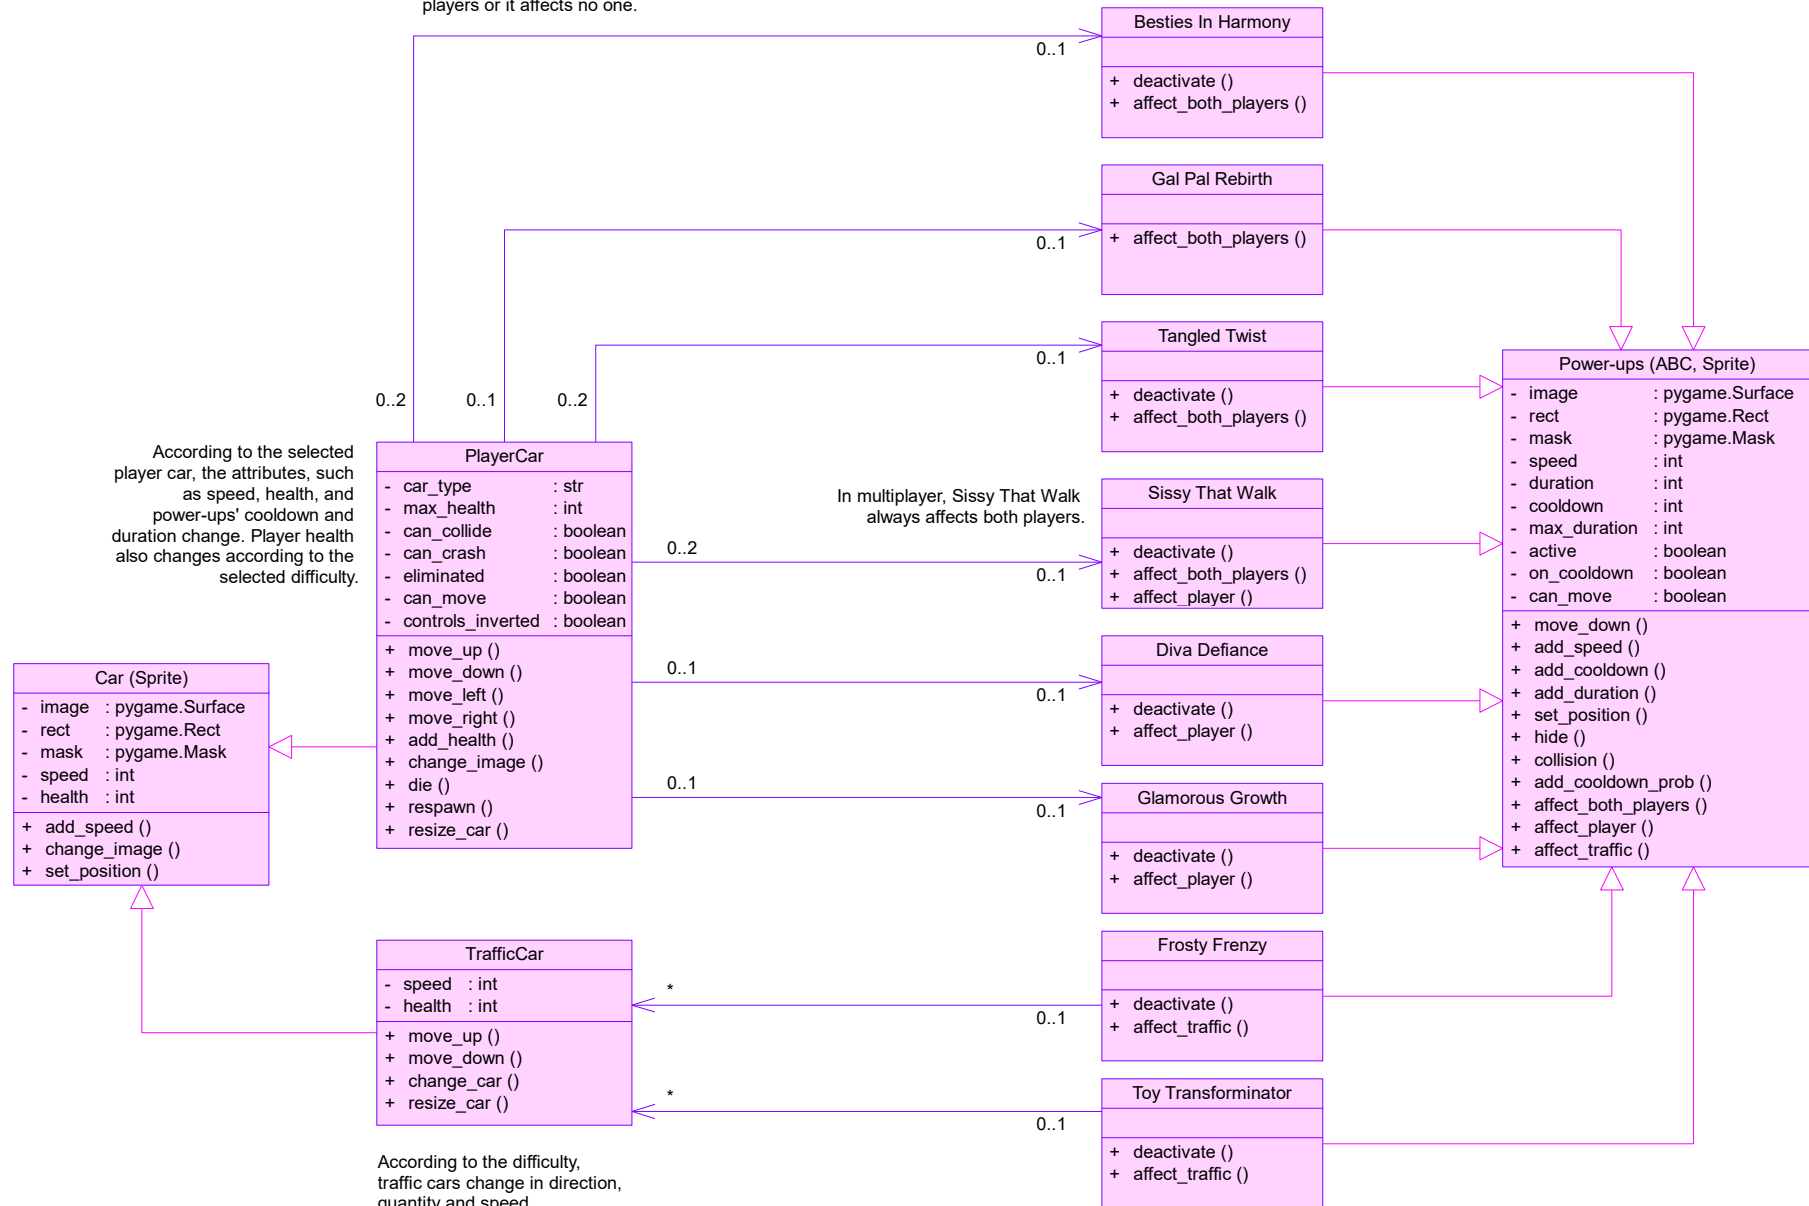 players or it affects no one.
Besties In Harmony
0..1
+ deactivate ()
+ affect_both_players ()
Gal Pal Rebirth
0..1
+ affect_both_players ()
Tangled Twist
0..1
+ deactivate ()
+ affect_both_players ()
0..2
0..1
0..2
According to the selected
player car, the attributes, such
as speed, health, and
power-ups' cooldown and
duration change. Player health
also changes according to the
selected difficulty.
PlayerCar
- car_type : str
- max_health : int
- can_collide : boolean
- can_crash : boolean
- eliminated : boolean
- can_move : boolean
- controls_inverted : boolean
+ move_up ()
+ move_down ()
+ move_left ()
+ move_right ()
+ add_health ()
+ change_image ()
+ die ()
+ respawn ()
+ resize_car ()
In multiplayer, Sissy That Walk
always affects both players.
0..2
0..1
Sissy That Walk
+ deactivate ()
+ affect_both_players ()
+ affect_player ()
0..1
0..1
Diva Defiance
+ deactivate ()
+ affect_player ()
0..1
0..1
Glamorous Growth
+ deactivate ()
+ affect_player ()
Power-ups (ABC, Sprite)
- image : pygame.Surface
- rect : pygame.Rect
- mask : pygame.Mask
- speed : int
- duration : int
- cooldown : int
- max_duration : int
- active : boolean
- on_cooldown : boolean
- can_move : boolean
+ move_down ()
+ add_speed ()
+ add_cooldown ()
+ add_duration ()
+ set_position ()
+ hide ()
+ collision ()
+ add_cooldown_prob ()
+ affect_both_players ()
+ affect_player ()
+ affect_traffic ()
Car (Sprite)
- image : pygame.Surface
- rect : pygame.Rect
- mask : pygame.Mask
- speed : int
- health : int
+ add_speed ()
+ change_image ()
+ set_position ()
TrafficCar
- speed : int
- health : int
+ move_up ()
+ move_down ()
+ change_car ()
+ resize_car ()
*
0..1
Frosty Frenzy
+ deactivate ()
+ affect_traffic ()
*
0..1
Toy Transforminator
+ deactivate ()
+ affect_traffic ()
According to the difficulty,
traffic cars change in direction,
quantity and speed